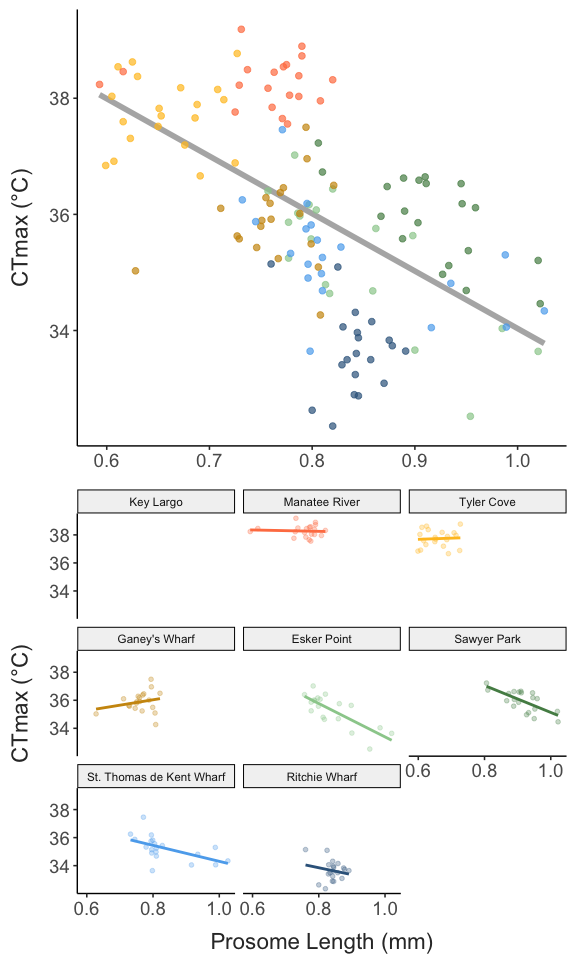 CTmax (°C)
38
36
34
0.6 0.7 0.8 0.9 1.0
Key Largo Manatee River Tyler Cove
38
36
34
Ganey's Wharf Esker Point Sawyer Park
CTmax (°C)
38
36
34
0.6 0.8 1.0
St. Thomas de Kent Wharf Ritchie Wharf
38
36
34
0.6 0.8 1.0 0.6 0.8 1.0
Prosome Length (mm)